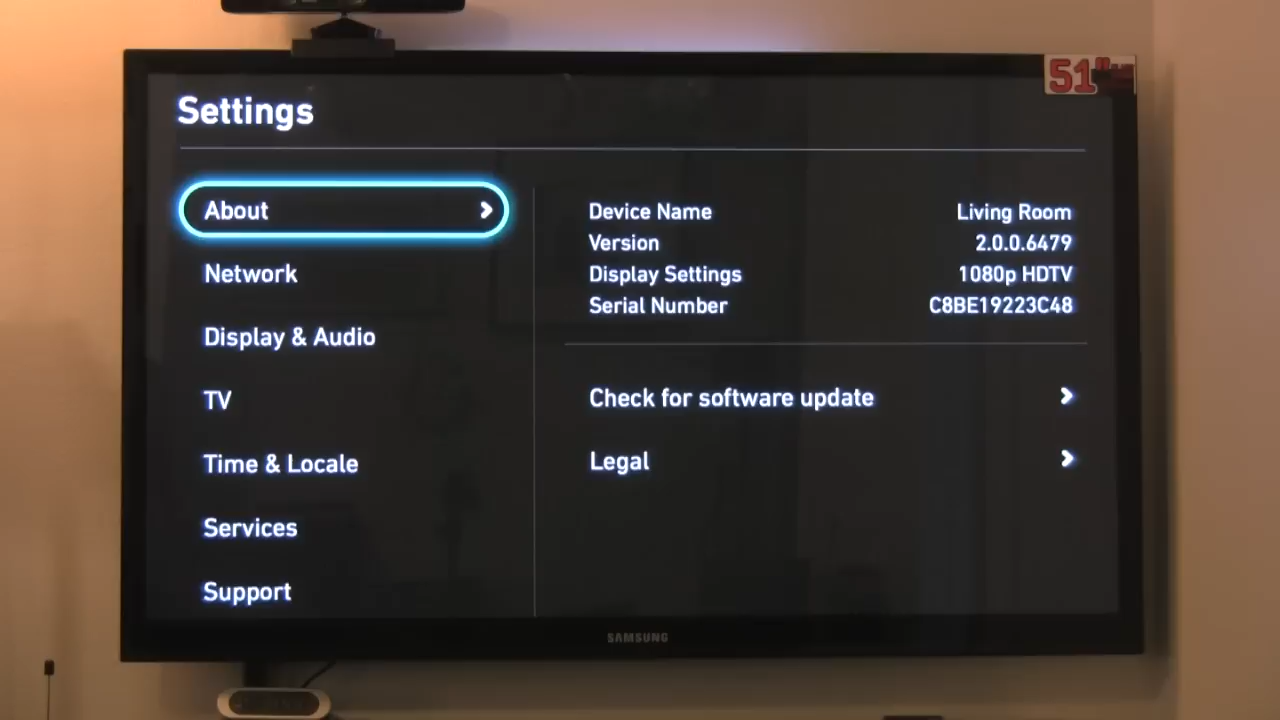 51"
Settings
About
Network
Display & Audio
TV
Time & Locale
Services
Support
Device Name Living Room
Version 2.0.0.6479
Display Settings 1080p HDTV
Serial Number C8BE19223C48
Check for software update
Legal
SAMSUNG